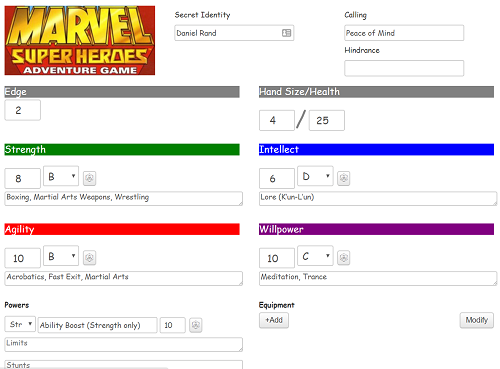 MARVEL
SUPER HEROES
ADVENTURE GAME
Secret Identity
Daniel Rand
Calling
Peace of Mind
Hindrance
Edge
2
Hand Size/Health
4 / 25
Strength
8 B
Boxing, Martial Arts Weapons, Wrestling
Intellect
6 D
Lore (K'un-L'un)
Agility
10 B
Acrobatics, Fast Exit, Martial Arts
Willpower
10 C
Meditation, Trance
Powers
Str Ability Boost (Strength only) 10
Limits
Stunts
Equipment
+Add Modify